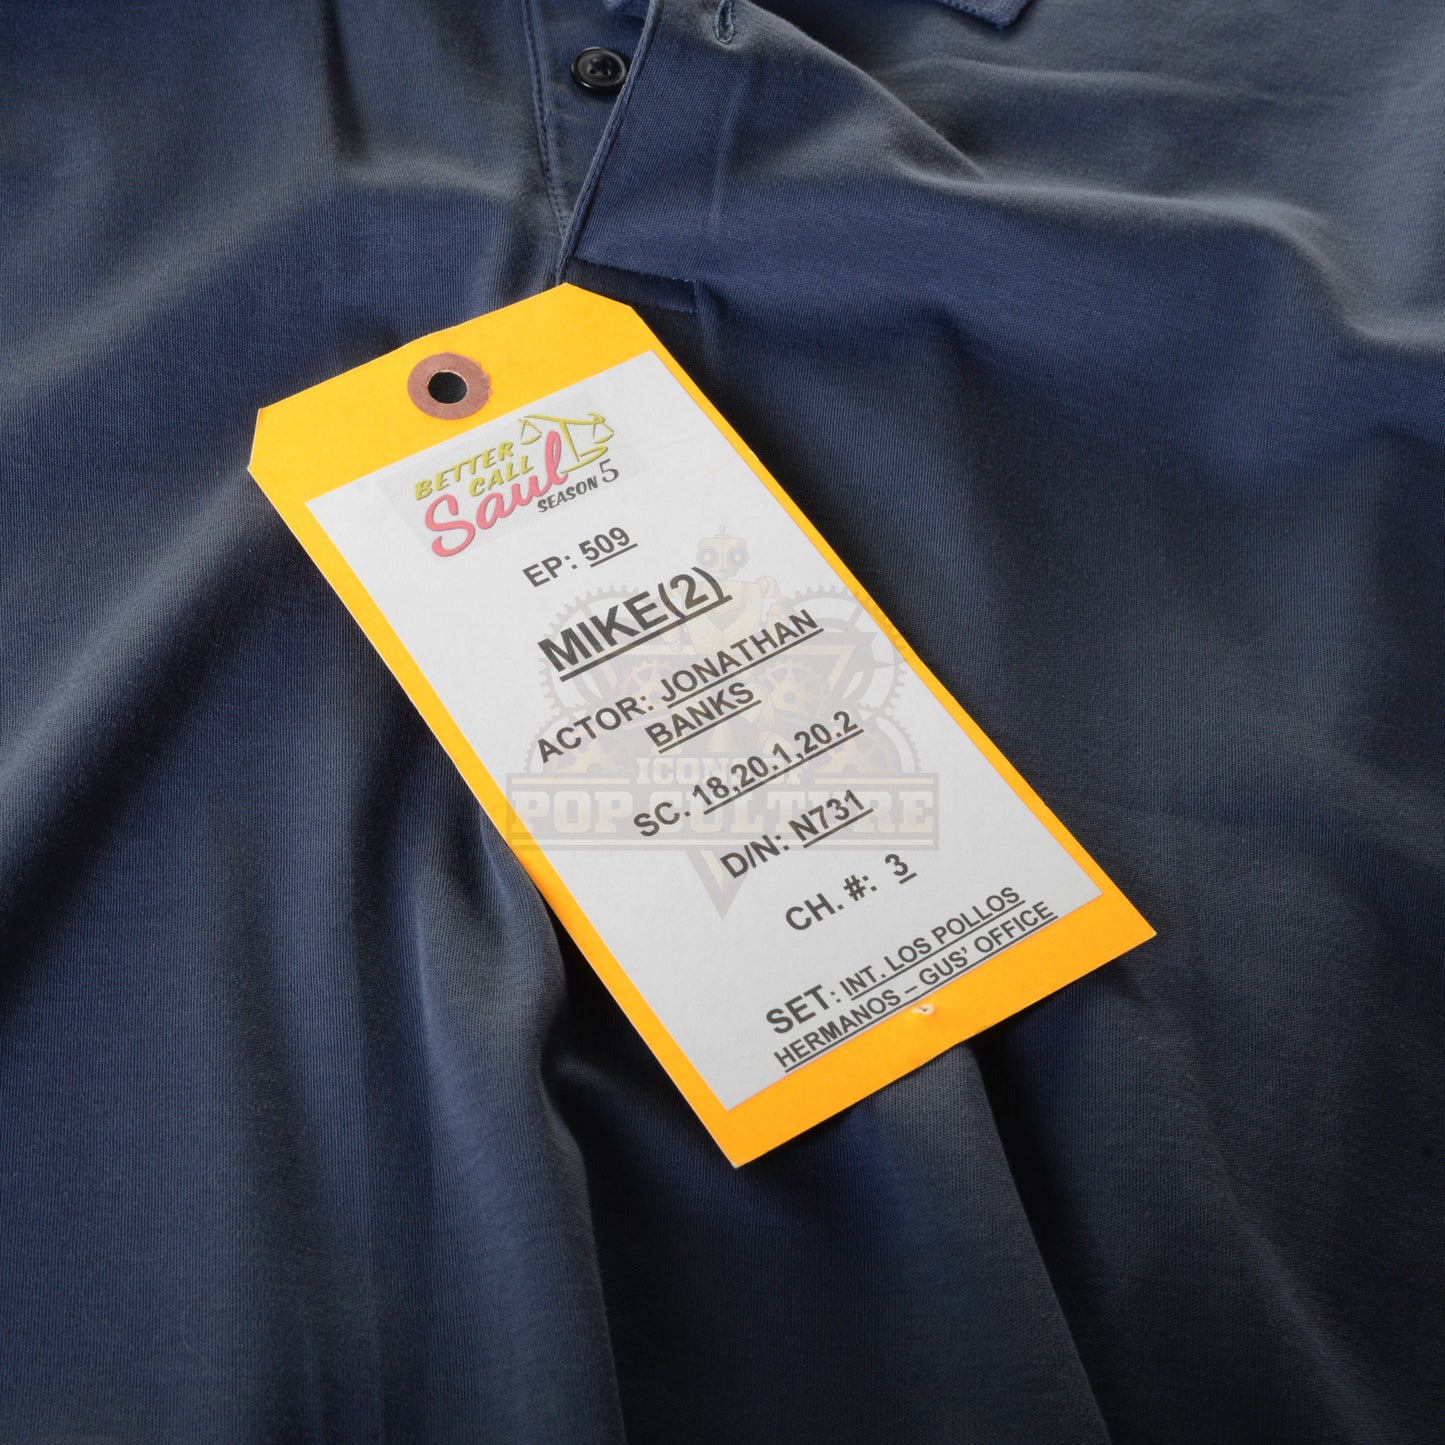 BETTER
CALL
Saul
SEASON 5
EP: 509
MIKE(2)
ACTOR: JONATHAN
BANKS
SC. 18,20.1,20.2
D/N: N731
CH. #: 3
SET: INT. LOS POLLOS
HERMANOS – GUS' OFFICE
POP CULTURE